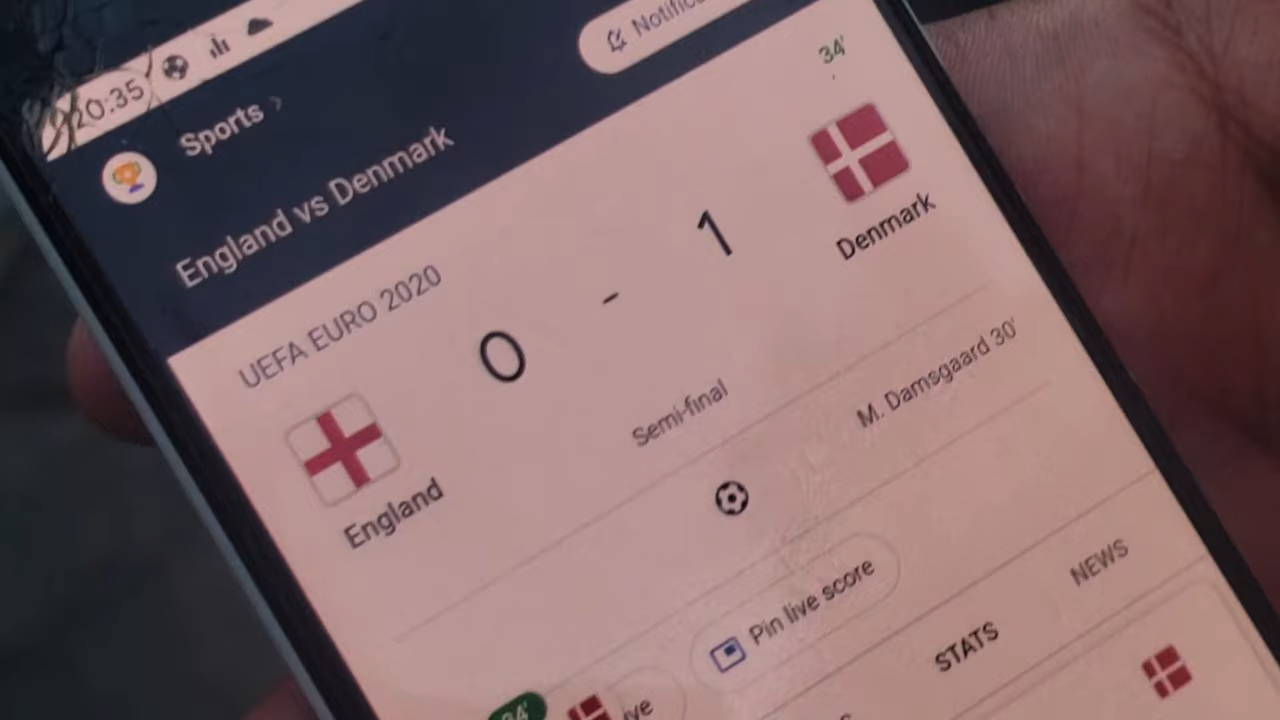 20:35
Notific
Sports
England vs Denmark
UEFA EURO 2020
34'
0 - 1
England
Denmark
Semi-final
M. Damsgaard 30'
Pin live score
STATS
NEWS
34'